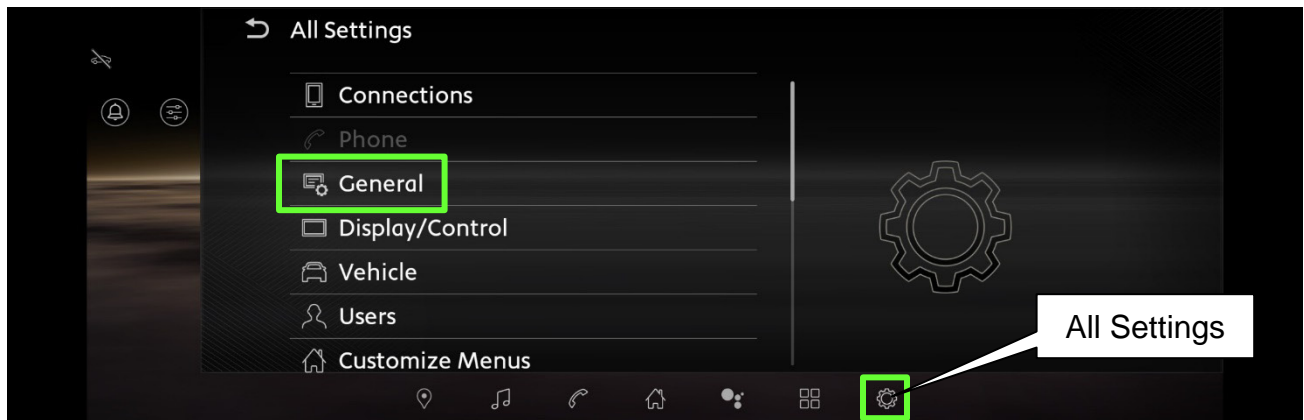 All Settings
Connections
Phone
General
Display/Control
Vehicle
Users
Customize Menus
All Settings